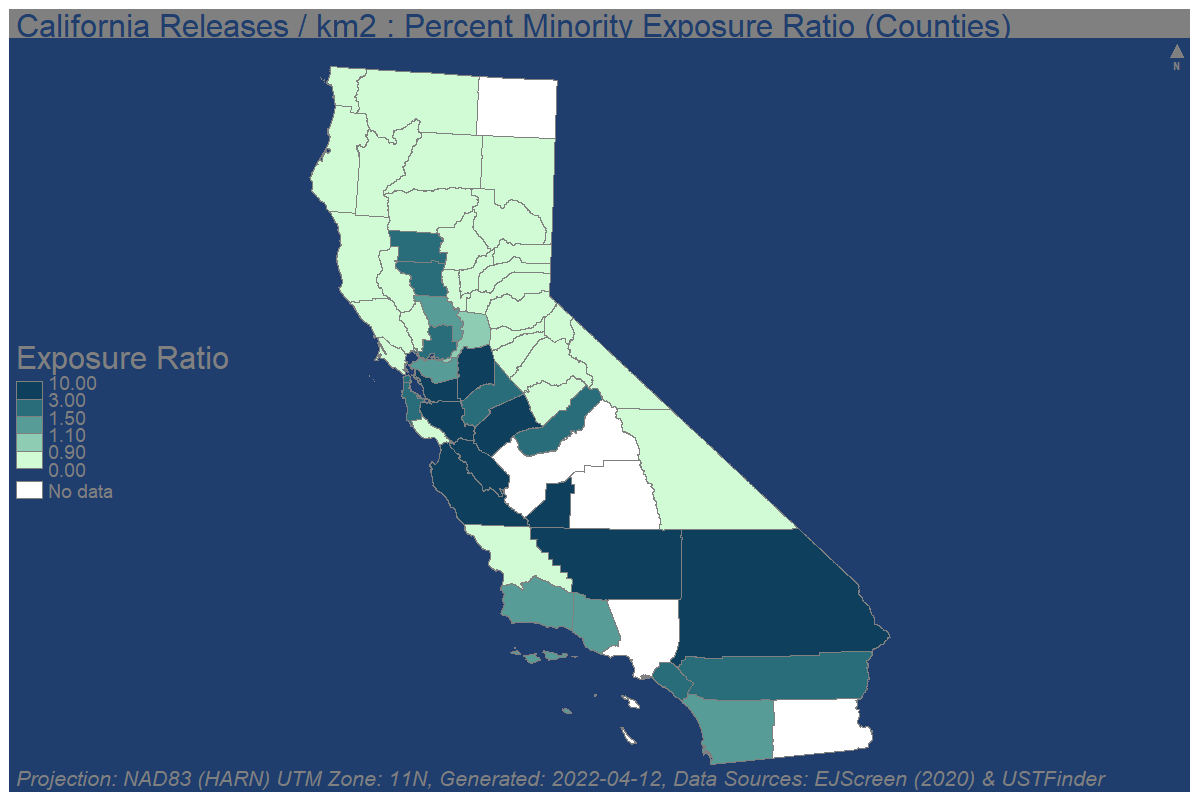 California Releases / km2 : Percent Minority Exposure Ratio (Counties)
N
Exposure Ratio
10.00
3.00
1.50
1.10
0.90
0.00
No data
Projection: NAD83 (HARN) UTM Zone: 11N, Generated: 2022-04-12, Data Sources: EJScreen (2020) & USTFinder